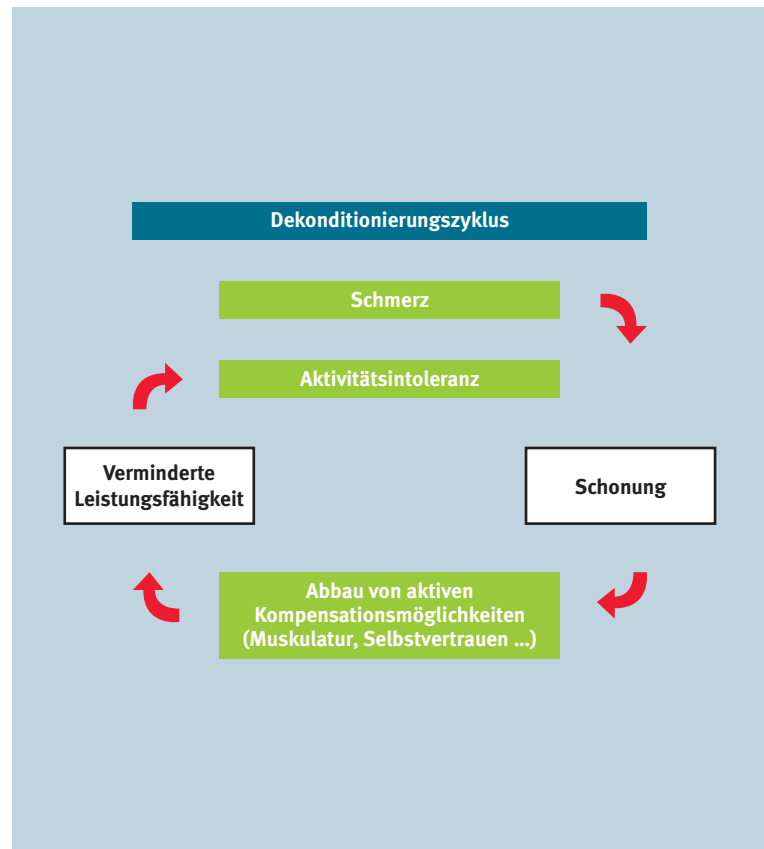 Dekonditionierungszyklus
Schmerz
Aktivitätsintoleranz
Verminderte
Leistungsfähigkeit
Schonung
Abbau von aktiven
Kompensationsmöglichkeiten
(Muskulatur, Selbstvertrauen ...)